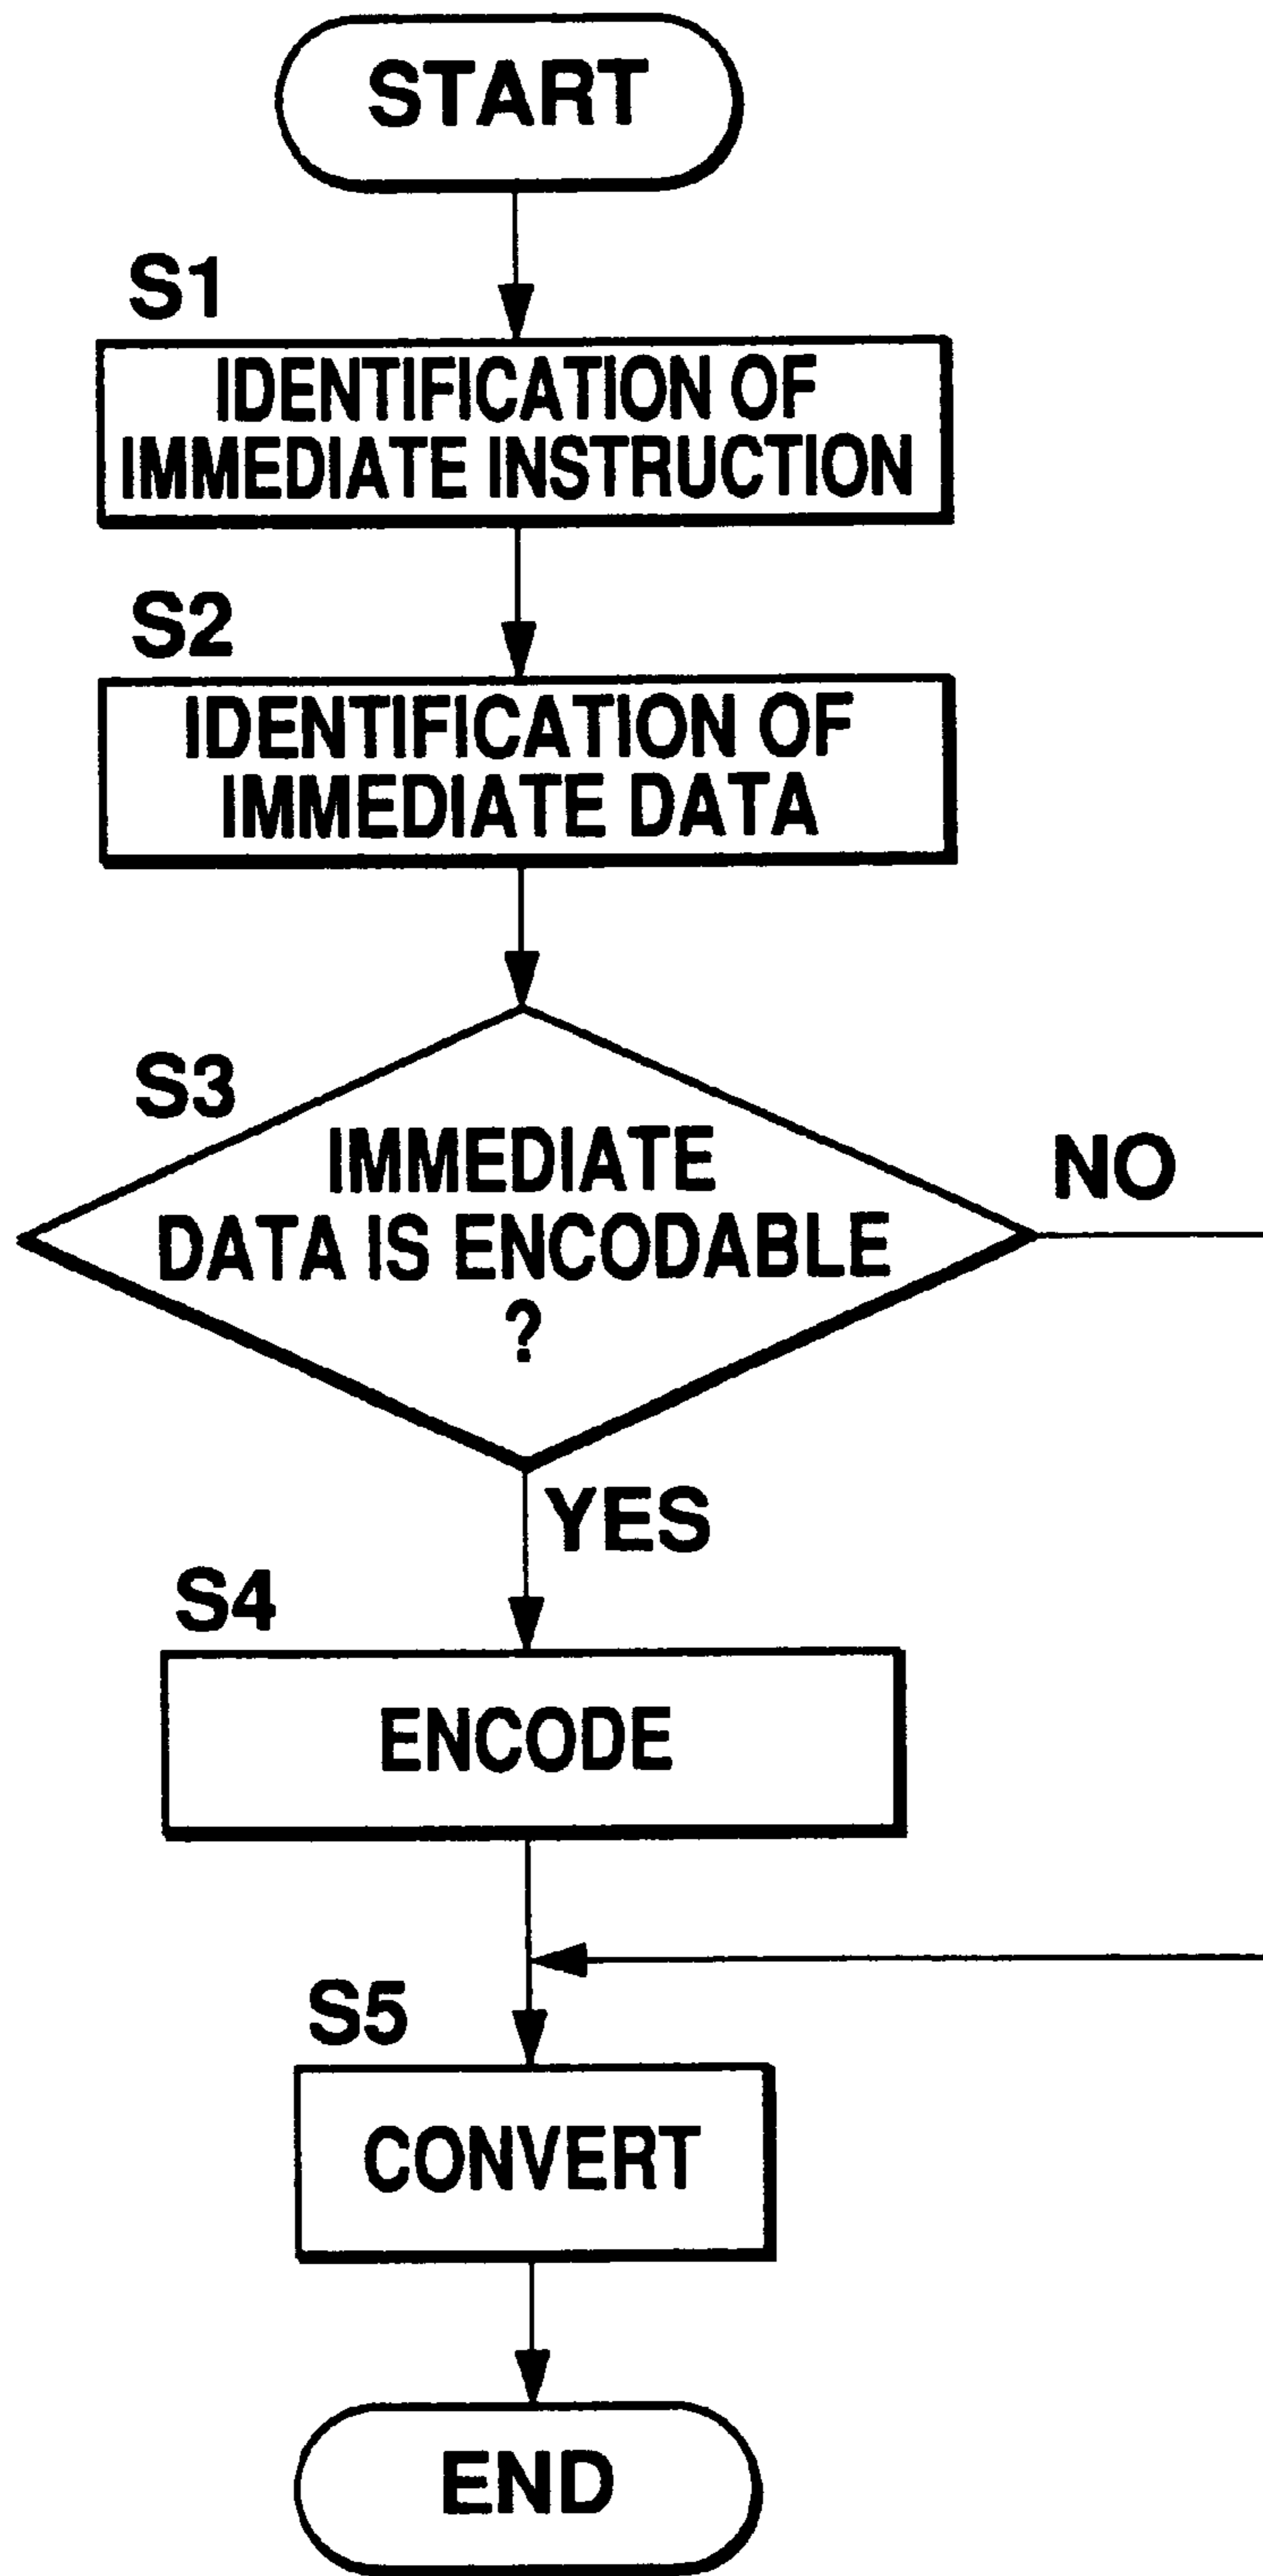 START
S1
IDENTIFICATION OF
IMMEDIATE INSTRUCTION
S2
IDENTIFICATION OF
IMMEDIATE DATA
S3
IMMEDIATE
DATA IS ENCODABLE
?
NO
YES
S4
ENCODE
S5
CONVERT
END